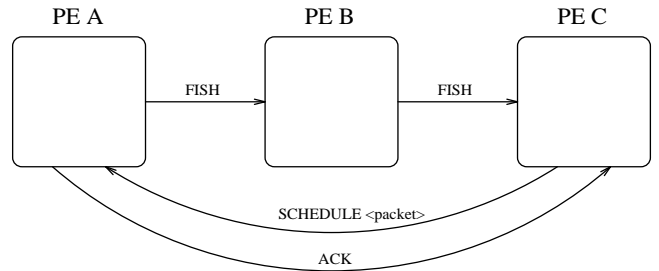 PE A
PE B
PE C
FISH
FISH
SCHEDULE <packet>
ACK